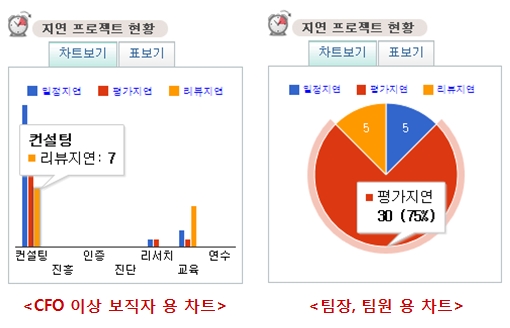 지연 프로젝트 현황
차트보기 표보기
일정지연 평가지연 리뷰지연
컨설팅
리뷰지연: 7
컨설팅 인증 리서치 연수
진흥 진단 교육
<CFO 이상 보직자 용 차트>
지연 프로젝트 현황
차트보기 표보기
일정지연 평가지연 리뷰지연
5 5
평가지연
30 (75%)
<팀장, 팀원 용 차트>